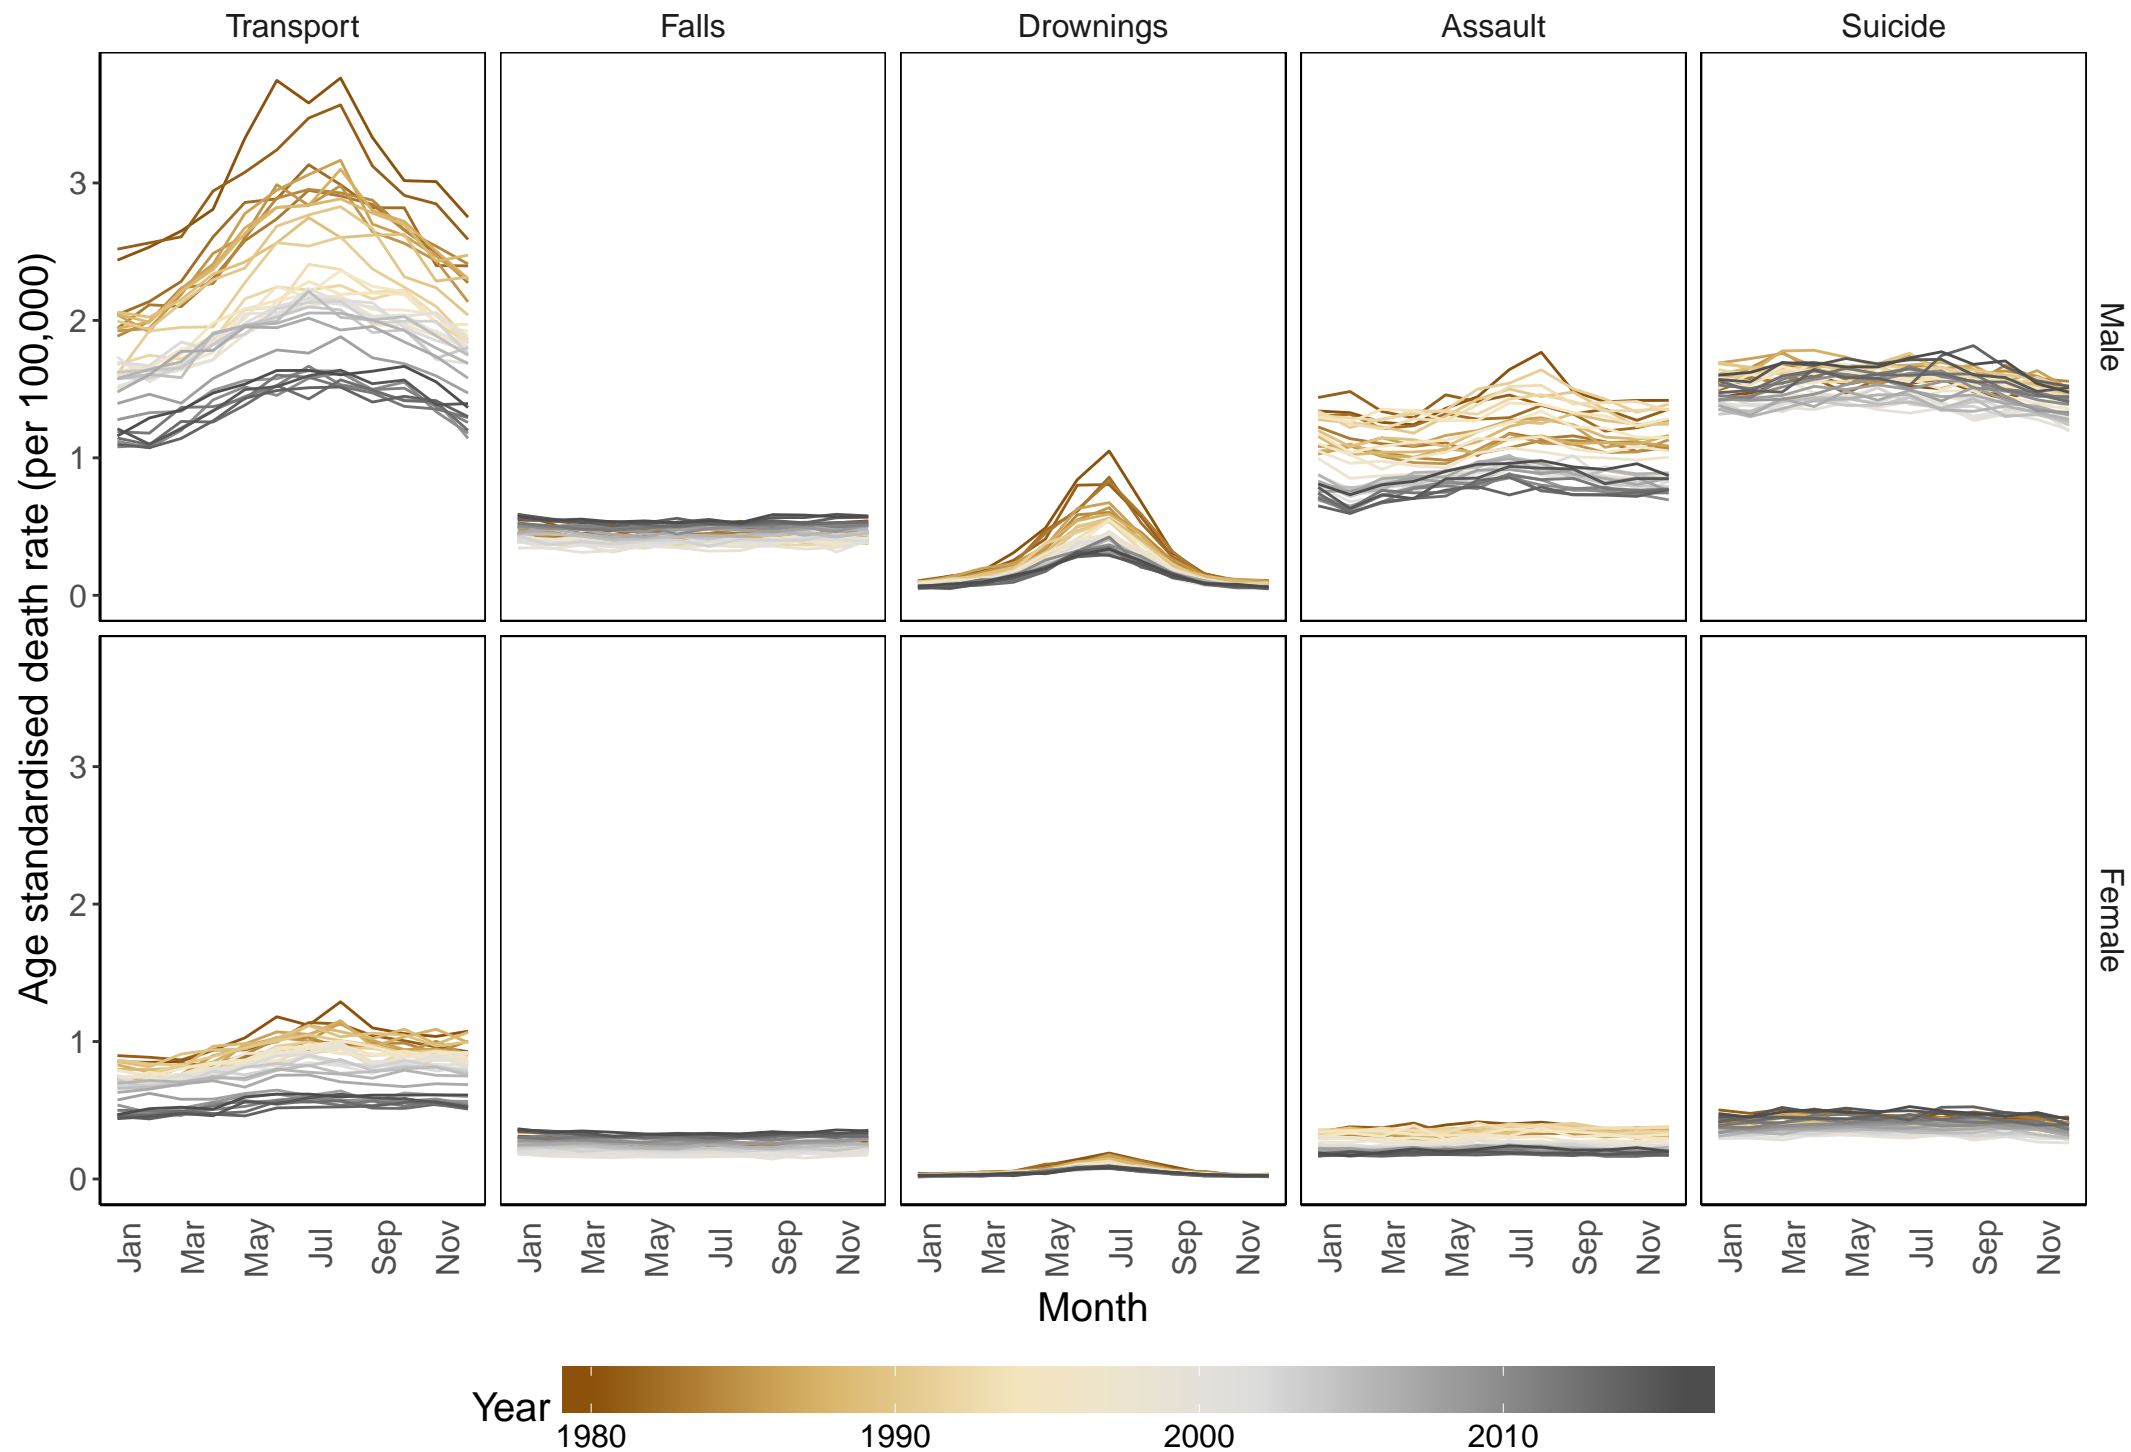 Transport Falls Drownings Assault Suicide
Age standardised death rate (per 100,000)
3
2
1
0
Male
3
2
1
0
Female
Jan Mar May Jul Sep Nov Jan Mar May Jul Sep Nov Jan Mar May Jul Sep Nov Jan Mar May Jul Sep Nov Jan Mar May Jul Sep Nov
Month
Year
1980 1990 2000 2010